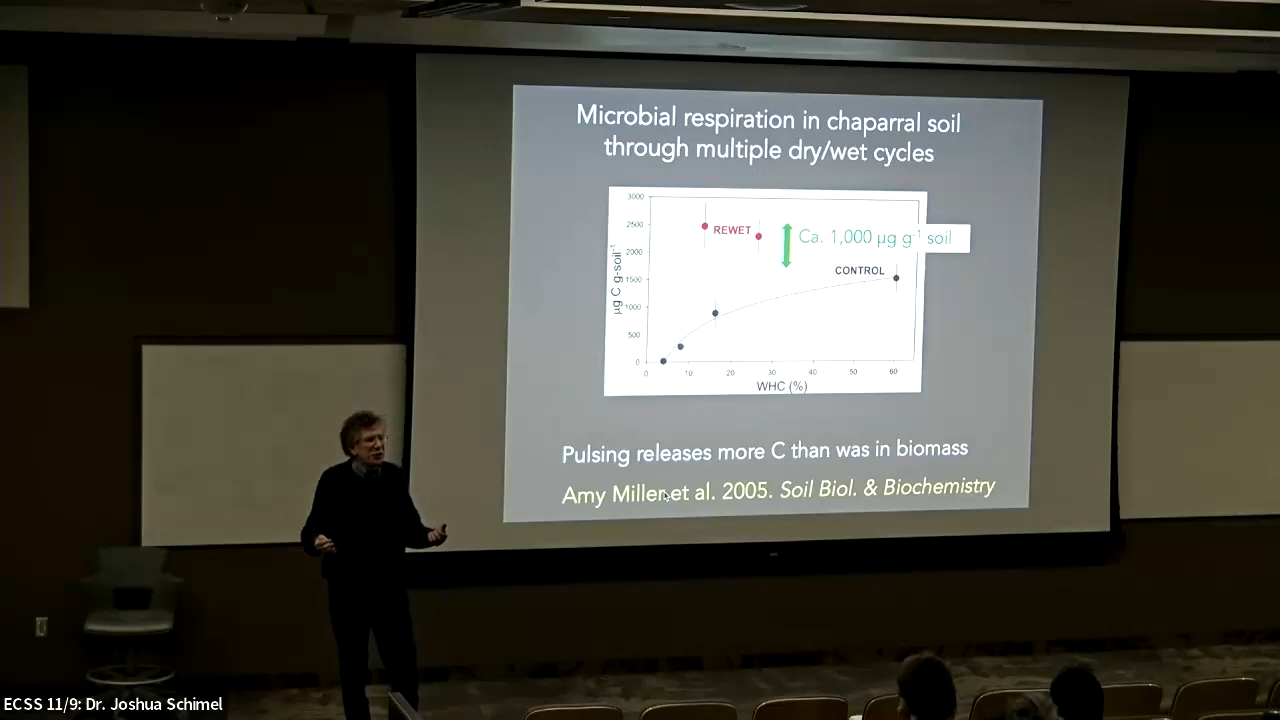 Microbial respiration in chaparral soil
through multiple dry/wet cycles
3000
2500
2000
1500
1000
500
0
µg C g-soil⁻¹
REWET
Ca. 1,000 µg g⁻¹ soil
CONTROL
0 10 20 30 40 50 60
WHC (%)
Pulsing releases more C than was in biomass
Amy Miller et al. 2005. Soil Biol. & Biochemistry
ECSS 11/9: Dr. Joshua Schimel